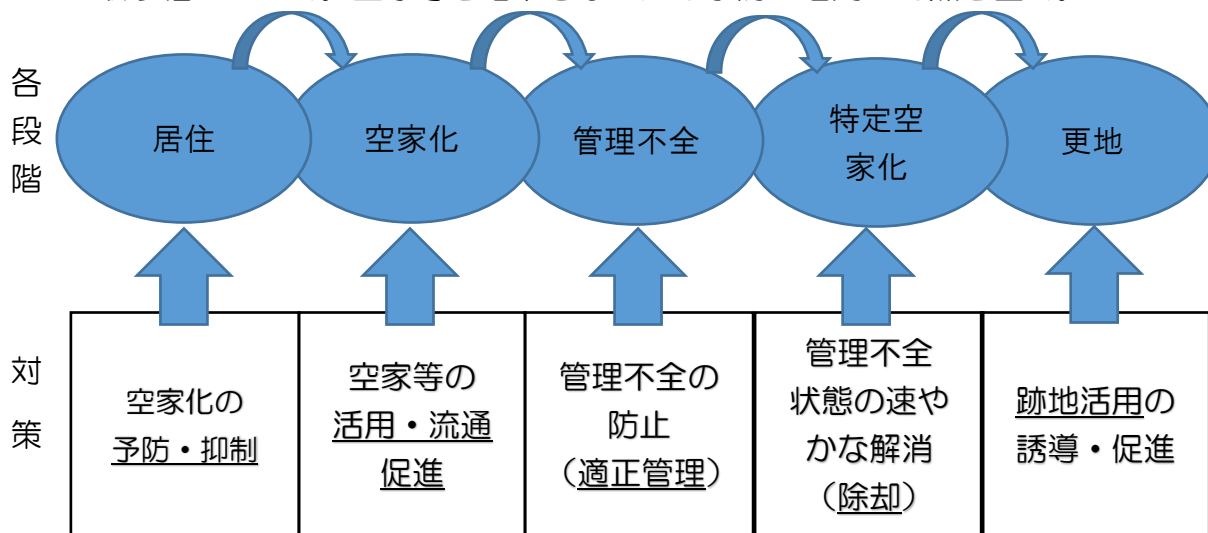 各
段
階
居住
空家化
管理不全
特定空
家化
更地
対
策
空家化の
予防・抑制
空家等の
活用・流通
促進
管理不全の
防止
（適正管理）
管理不全
状態の速や
かな解消
（除却）
跡地活用の
誘導・促進